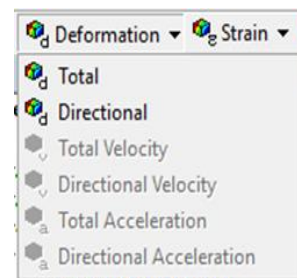 Deformation Strain
Total
Directional
Total Velocity
Directional Velocity
Total Acceleration
Directional Acceleration